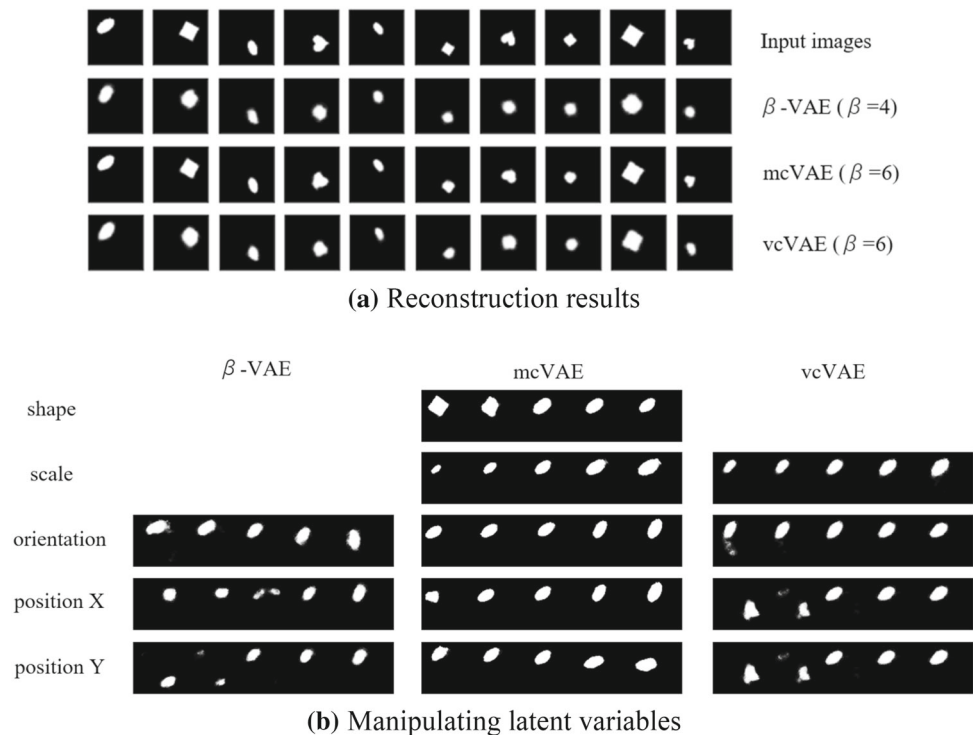 Input images
β-VAE (β=4)
mcVAE (β=6)
vcVAE (β=6)
(a) Reconstruction results
β-VAE mcVAE vcVAE
shape
scale
orientation
position X
position Y
(b) Manipulating latent variables